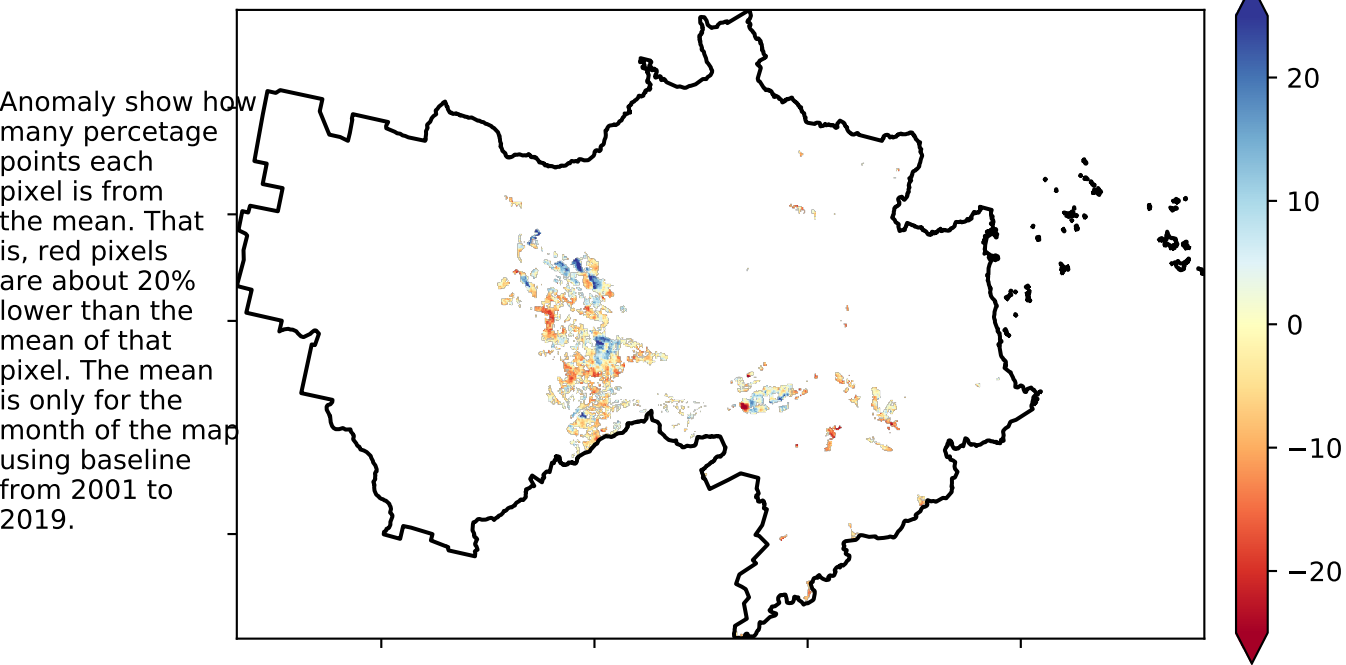 Anomaly show how
many percetage
points each
pixel is from
the mean. That
is, red pixels
are about 20%
lower than the
mean of that
pixel. The mean
is only for the
month of the map
using baseline
from 2001 to
2019.
20
10
0
−10
−20